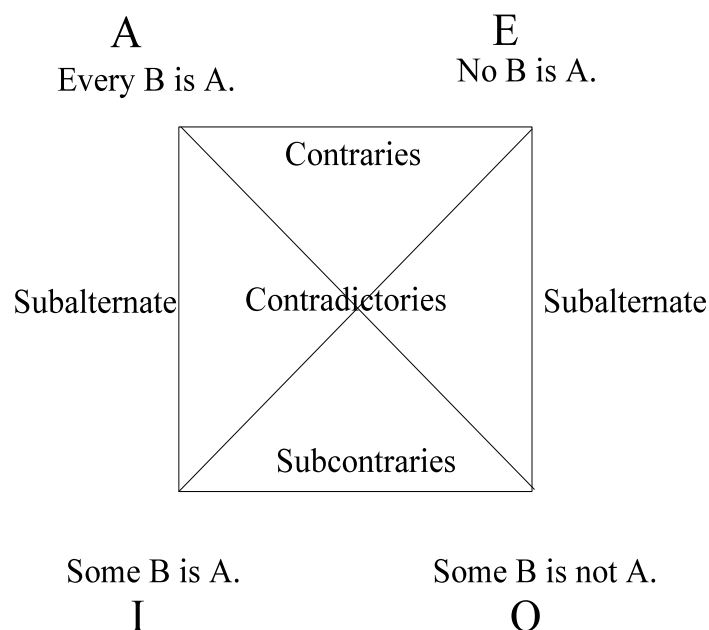 A
Every B is A.
E
No B is A.
Contraries
Subalternate
Contradictories
Subalternate
Subcontraries
Some B is A.
I
Some B is not A.
O